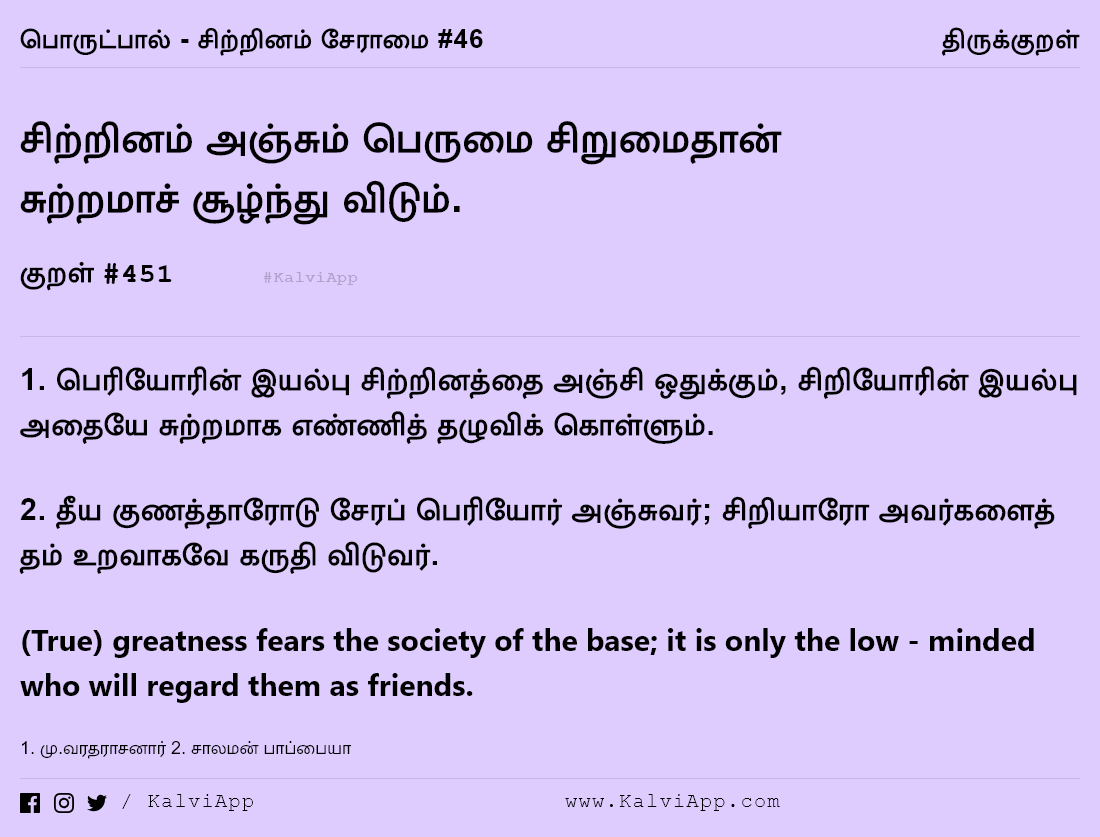 பொருட்பால் - சிற்றினம் சேராமை #46 திருக்குறள்
சிற்றினம் அஞ்சும் பெருமை சிறுமைதான்
சுற்றமாச் சூழ்ந்து விடும்.
குறள் #451 #KalviApp
1. பெரியோரின் இயல்பு சிற்றினத்தை அஞ்சி ஒதுக்கும், சிறியோரின் இயல்பு
அதையே சுற்றமாக எண்ணித் தழுவிக் கொள்ளும்.
2. தீய குணத்தாரோடு சேரப் பெரியோர் அஞ்சுவர்; சிறியாரோ அவர்களைத்
தம் உறவாகவே கருதி விடுவர்.
(True) greatness fears the society of the base; it is only the low - minded
who will regard them as friends.
1. மு.வரதராசனார் 2. சாலமன் பாப்பையா
/ KalviApp www.KalviApp.com